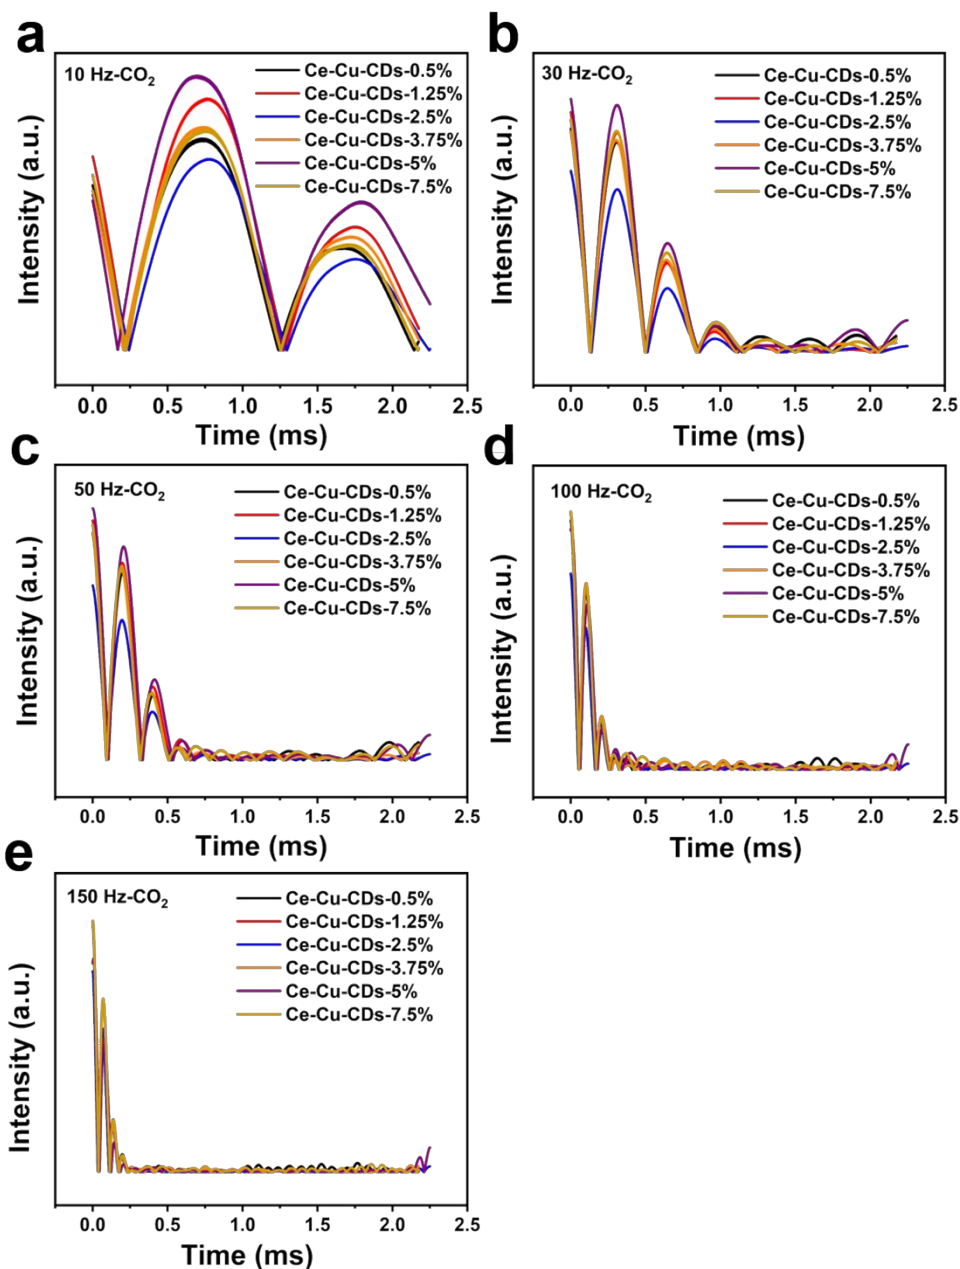 a
10 Hz-CO2
Ce-Cu-CDs-0.5%
Ce-Cu-CDs-1.25%
Ce-Cu-CDs-2.5%
Ce-Cu-CDs-3.75%
Ce-Cu-CDs-5%
Ce-Cu-CDs-7.5%
Intensity (a.u.)
0.0 0.5 1.0 1.5 2.0 2.5
Time (ms)
b
30 Hz-CO2
Ce-Cu-CDs-0.5%
Ce-Cu-CDs-1.25%
Ce-Cu-CDs-2.5%
Ce-Cu-CDs-3.75%
Ce-Cu-CDs-5%
Ce-Cu-CDs-7.5%
Intensity (a.u.)
0.0 0.5 1.0 1.5 2.0 2.5
Time (ms)
c
50 Hz-CO2
Ce-Cu-CDs-0.5%
Ce-Cu-CDs-1.25%
Ce-Cu-CDs-2.5%
Ce-Cu-CDs-3.75%
Ce-Cu-CDs-5%
Ce-Cu-CDs-7.5%
Intensity (a.u.)
0.0 0.5 1.0 1.5 2.0 2.5
Time (ms)
d
100 Hz-CO2
Ce-Cu-CDs-0.5%
Ce-Cu-CDs-1.25%
Ce-Cu-CDs-2.5%
Ce-Cu-CDs-3.75%
Ce-Cu-CDs-5%
Ce-Cu-CDs-7.5%
Intensity (a.u.)
0.0 0.5 1.0 1.5 2.0 2.5
Time (ms)
e
150 Hz-CO2
Ce-Cu-CDs-0.5%
Ce-Cu-CDs-1.25%
Ce-Cu-CDs-2.5%
Ce-Cu-CDs-3.75%
Ce-Cu-CDs-5%
Ce-Cu-CDs-7.5%
Intensity (a.u.)
0.0 0.5 1.0 1.5 2.0 2.5
Time (ms)